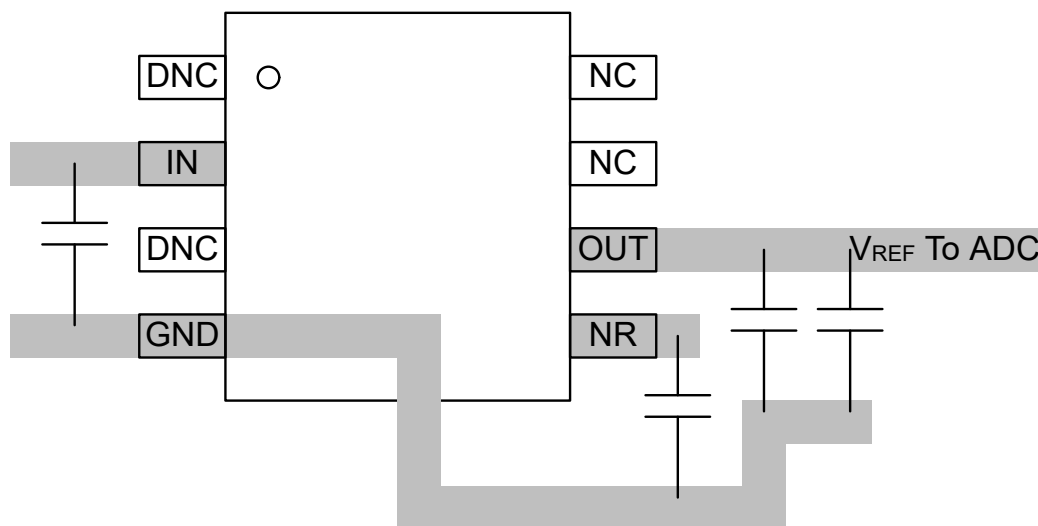 DNC
NC
IN
NC
DNC
OUT
VREF To ADC
GND
NR